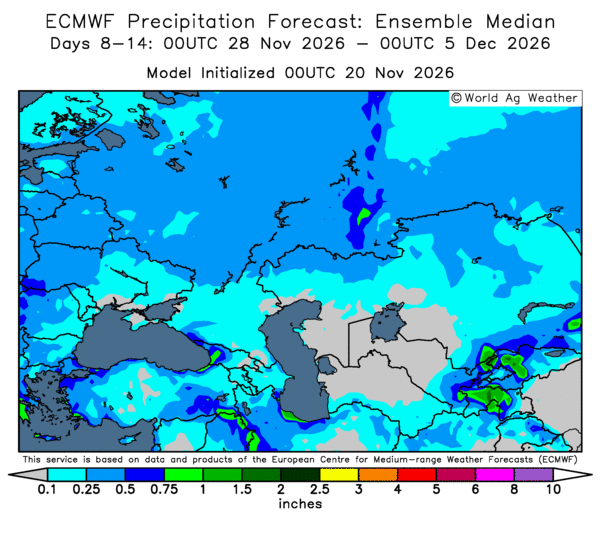 ECMWF Precipitation Forecast: Ensemble Median
Days 8–14: 00UTC 28 Nov 2026 – 00UTC 5 Dec 2026
Model Initialized 00UTC 20 Nov 2026
©World Ag Weather
This service is based on data and products of the European Centre for Medium-range Weather Forecasts (ECMWF)
0.1 0.25 0.5 0.75 1 1.5 2 2.5 3 4 5 6 8 10
inches